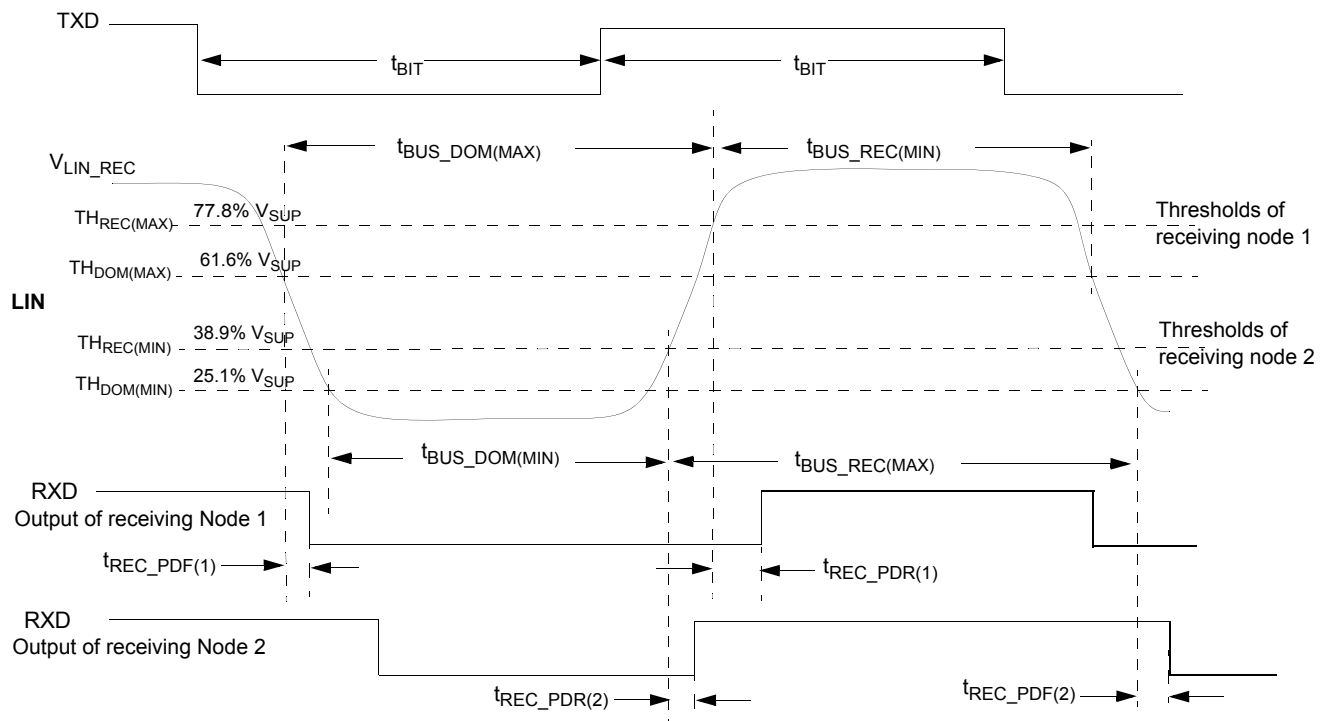 TXD
tBIT
tBIT
tBUS_DOM(MAX)
tBUS_REC(MIN)
VLIN_REC
THREC(MAX)
77.8% VSUP
Thresholds of
receiving node 1
THDOM(MAX)
61.6% VSUP
LIN
THREC(MIN)
38.9% VSUP
Thresholds of
receiving node 2
THDOM(MIN)
25.1% VSUP
tBUS_DOM(MIN)
tBUS_REC(MAX)
RXD
Output of receiving Node 1
tREC_PDF(1)
tREC_PDR(1)
RXD
Output of receiving Node 2
tREC_PDR(2)
tREC_PDF(2)